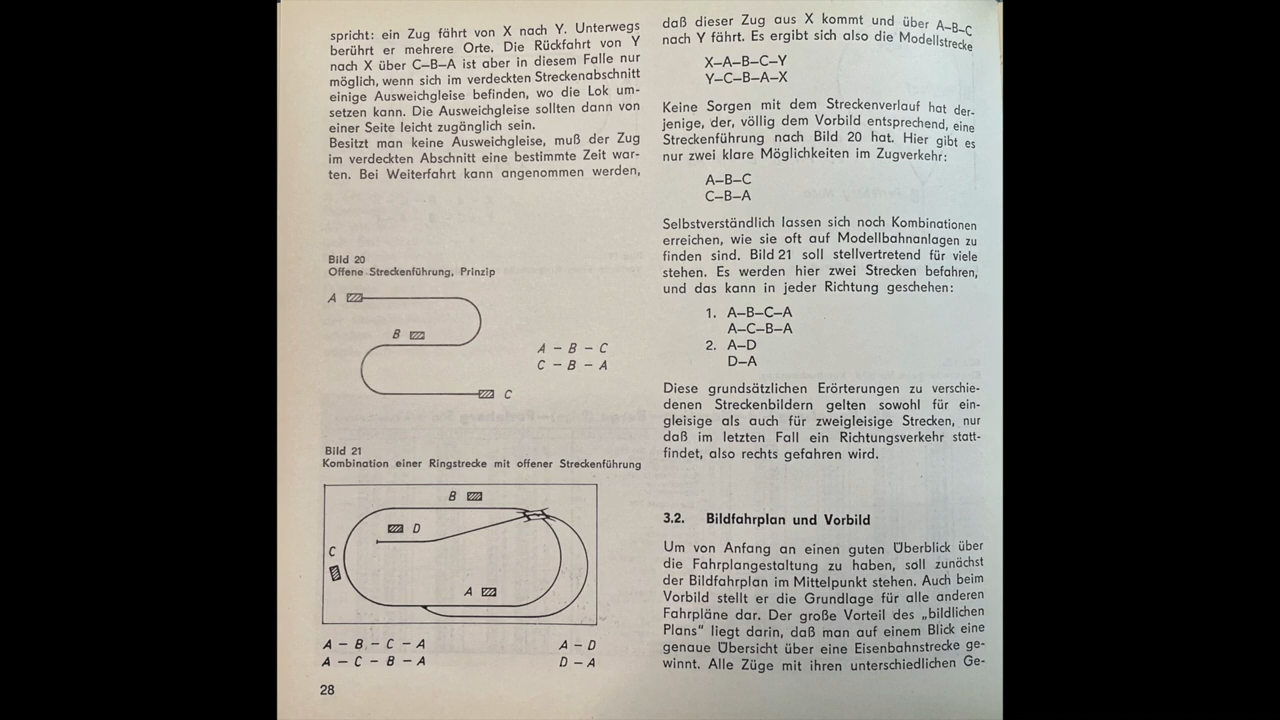 spricht: ein Zug fährt von X nach Y. Unterwegs
berührt er mehrere Orte. Die Rückfahrt von Y
nach X über C–B–A ist aber in diesem Falle nur
möglich, wenn sich im verdeckten Streckenabschnitt
einige Ausweichgleise befinden, wo die Lok um-
setzen kann. Die Ausweichgleise sollten dann von
einer Seite leicht zugänglich sein.
Besitzt man keine Ausweichgleise, muß der Zug
im verdeckten Abschnitt eine bestimmte Zeit war-
ten. Bei Weiterfahrt kann angenommen werden,
Bild 20
Offene Streckenführung, Prinzip
A
B
C
A – B – C
C – B – A
Bild 21
Kombination einer Ringstrecke mit offener Streckenführung
B
D
C
A
A – B – C – A
A – C – B – A
A – D
D – A
28
daß dieser Zug aus X kommt und über A–B–C
nach Y fährt. Es ergibt sich also die Modellstrecke
X–A–B–C–Y
Y–C–B–A–X
Keine Sorgen mit dem Streckenverlauf hat der-
jenige, der, völlig dem Vorbild entsprechend, eine
Streckenführung nach Bild 20 hat. Hier gibt es
nur zwei klare Möglichkeiten im Zugverkehr:
A–B–C
C–B–A
Selbstverständlich lassen sich noch Kombinationen
erreichen, wie sie oft auf Modellbahnanlagen zu
finden sind. Bild 21 soll stellvertretend für viele
stehen. Es werden hier zwei Strecken befahren,
und das kann in jeder Richtung geschehen:
1. A–B–C–A
A–C–B–A
2. A–D
D–A
Diese grundsätzlichen Erörterungen zu verschie-
denen Streckenbildern gelten sowohl für ein-
gleisige als auch für zweigleisige Strecken, nur
daß im letzten Fall ein Richtungsverkehr statt-
findet, also rechts gefahren wird.
3.2. Bildfahrplan und Vorbild
Um von Anfang an einen guten Überblick über
die Fahrplangestaltung zu haben, soll zunächst
der Bildfahrplan im Mittelpunkt stehen. Auch beim
Vorbild stellt er die Grundlage für alle anderen
Fahrpläne dar. Der große Vorteil des „bildlichen
Plans“ liegt darin, daß man auf einem Blick eine
genaue Übersicht über eine Eisenbahnstrecke ge-
winnt. Alle Züge mit ihren unterschiedlichen Ge-